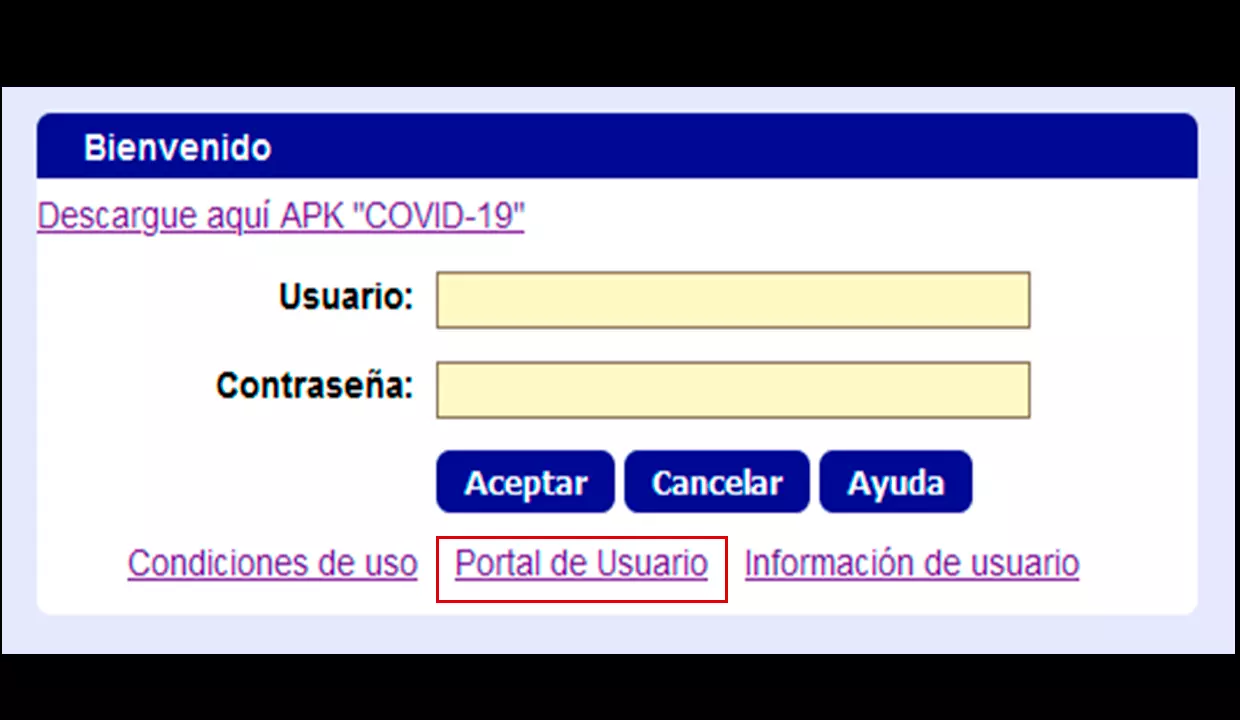 Bienvenido
Descargue aquí APK "COVID-19"
Usuario:
Contraseña:
Aceptar Cancelar Ayuda
Condiciones de uso Portal de Usuario Información de usuario